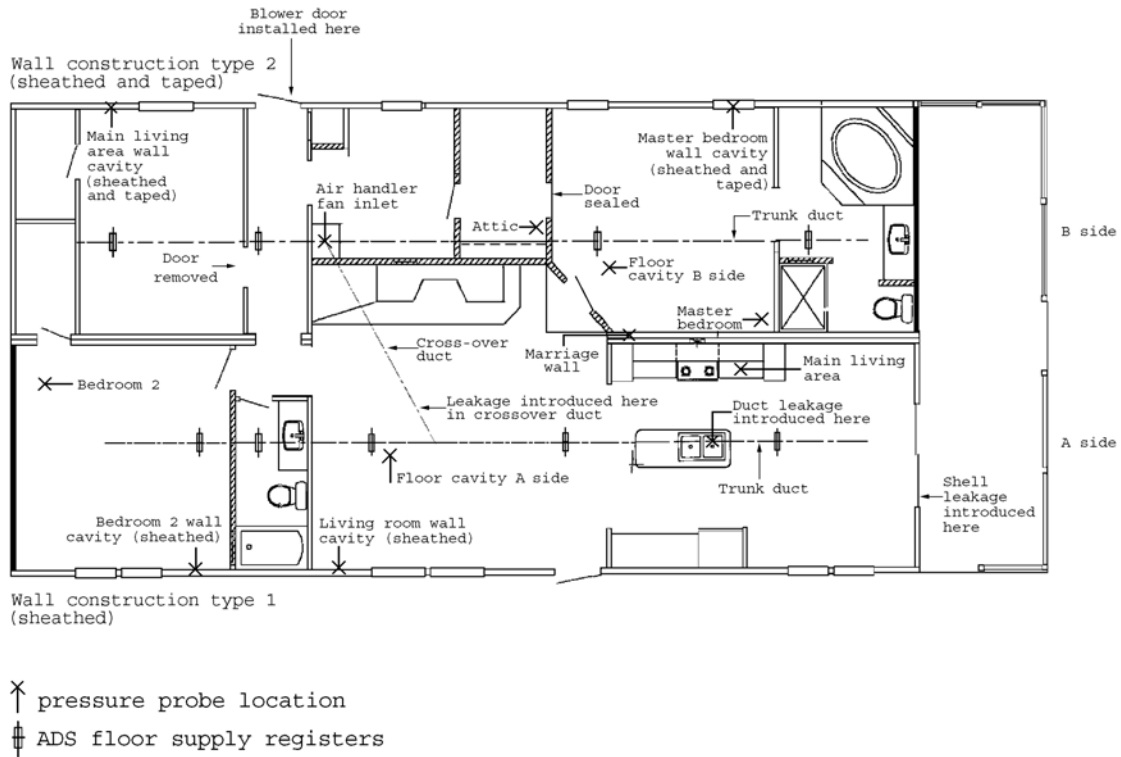 Blower door
installed here
Wall construction type 2
(sheathed and taped)
Main living
area wall
cavity
(sheathed
and taped)
Air handler
fan inlet
Attic
Door
sealed
Master bedroom
wall cavity
(sheathed and
taped)
Trunk duct
B side
Door
removed
Floor
cavity B side
Master
bedroom
Cross-over
duct
Marriage
wall
Main living
area
Bedroom 2
Leakage introduced here
in crossover duct
Duct leakage
introduced here
A side
Floor cavity A side
Trunk duct
Shell
leakage
introduced
here
Bedroom 2 wall
cavity (sheathed)
Living room wall
cavity (sheathed)
Wall construction type 1
(sheathed)
pressure probe location
ADS floor supply registers